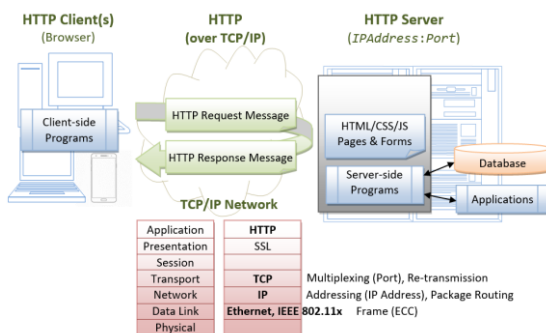 HTTP Client(s)
(Browser)
HTTP
(over TCP/IP)
HTTP Server
(IPAddress:Port)
Client-side
Programs
HTTP Request Message
HTTP Response Message
HTML/CSS/JS
Pages & Forms
Server-side
Programs
Database
Applications
TCP/IP Network
Application HTTP
Presentation SSL
Session
Transport TCP Multiplexing (Port), Re-transmission
Network IP Addressing (IP Address), Package Routing
Data Link Ethernet, IEEE 802.11x Frame (ECC)
Physical